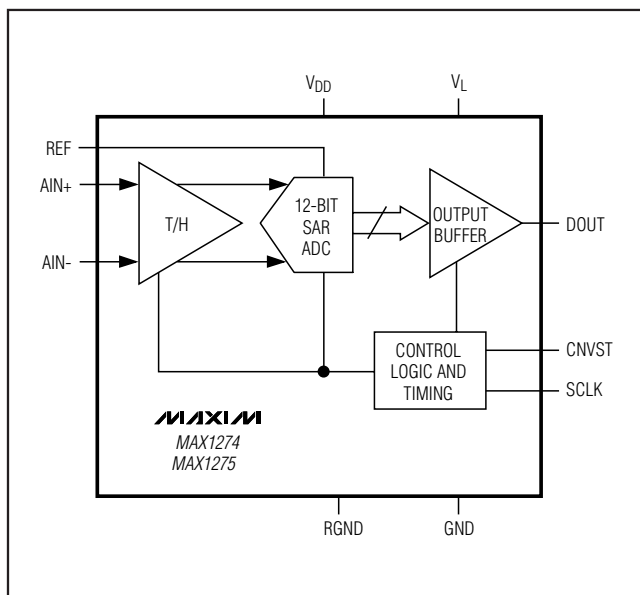 VDD
VL
REF
AIN+
AIN-
T/H
12-BIT
SAR
ADC
OUTPUT
BUFFER
DOUT
CONTROL
LOGIC AND
TIMING
CNVST
SCLK
MAXIM
MAX1274
MAX1275
RGND
GND